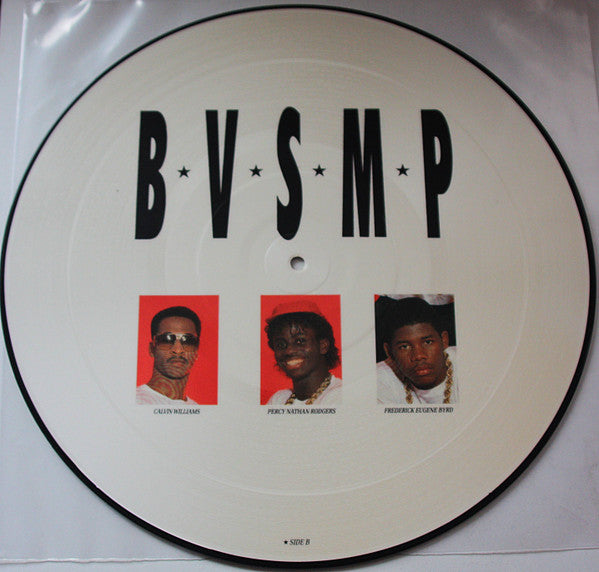 B★V★S★M★P
CALVIN WILLIAMS
PERCY NATHAN RODGERS
FREDERICK EUGENE BYRD
★ SIDE B